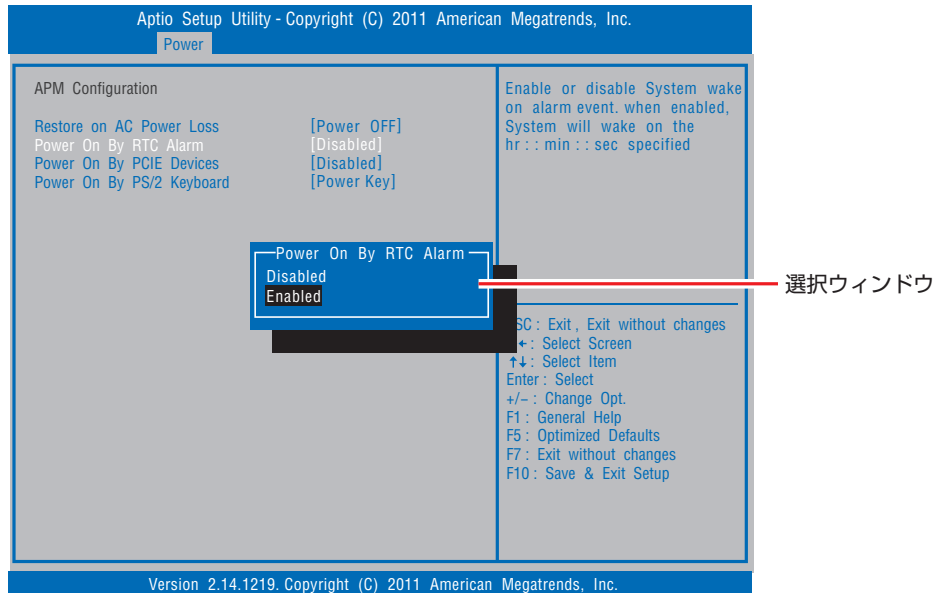 Aptio Setup Utility - Copyright (C) 2011 American Megatrends, Inc.
Power
APM Configuration
Restore on AC Power Loss [Power OFF]
Power On By RTC Alarm [Disabled]
Power On By PCIE Devices [Disabled]
Power On By PS/2 Keyboard [Power Key]
Enable or disable System wake
on alarm event. when enabled,
System will wake on the
hr : : min : : sec specified
Power On By RTC Alarm
Disabled
Enabled
選択ウィンドウ
SC : Exit , Exit without changes
← : Select Screen
↑↓ : Select Item
Enter : Select
+/− : Change Opt.
F1 : General Help
F5 : Optimized Defaults
F7 : Exit without changes
F10 : Save & Exit Setup
Version 2.14.1219. Copyright (C) 2011 American Megatrends, Inc.